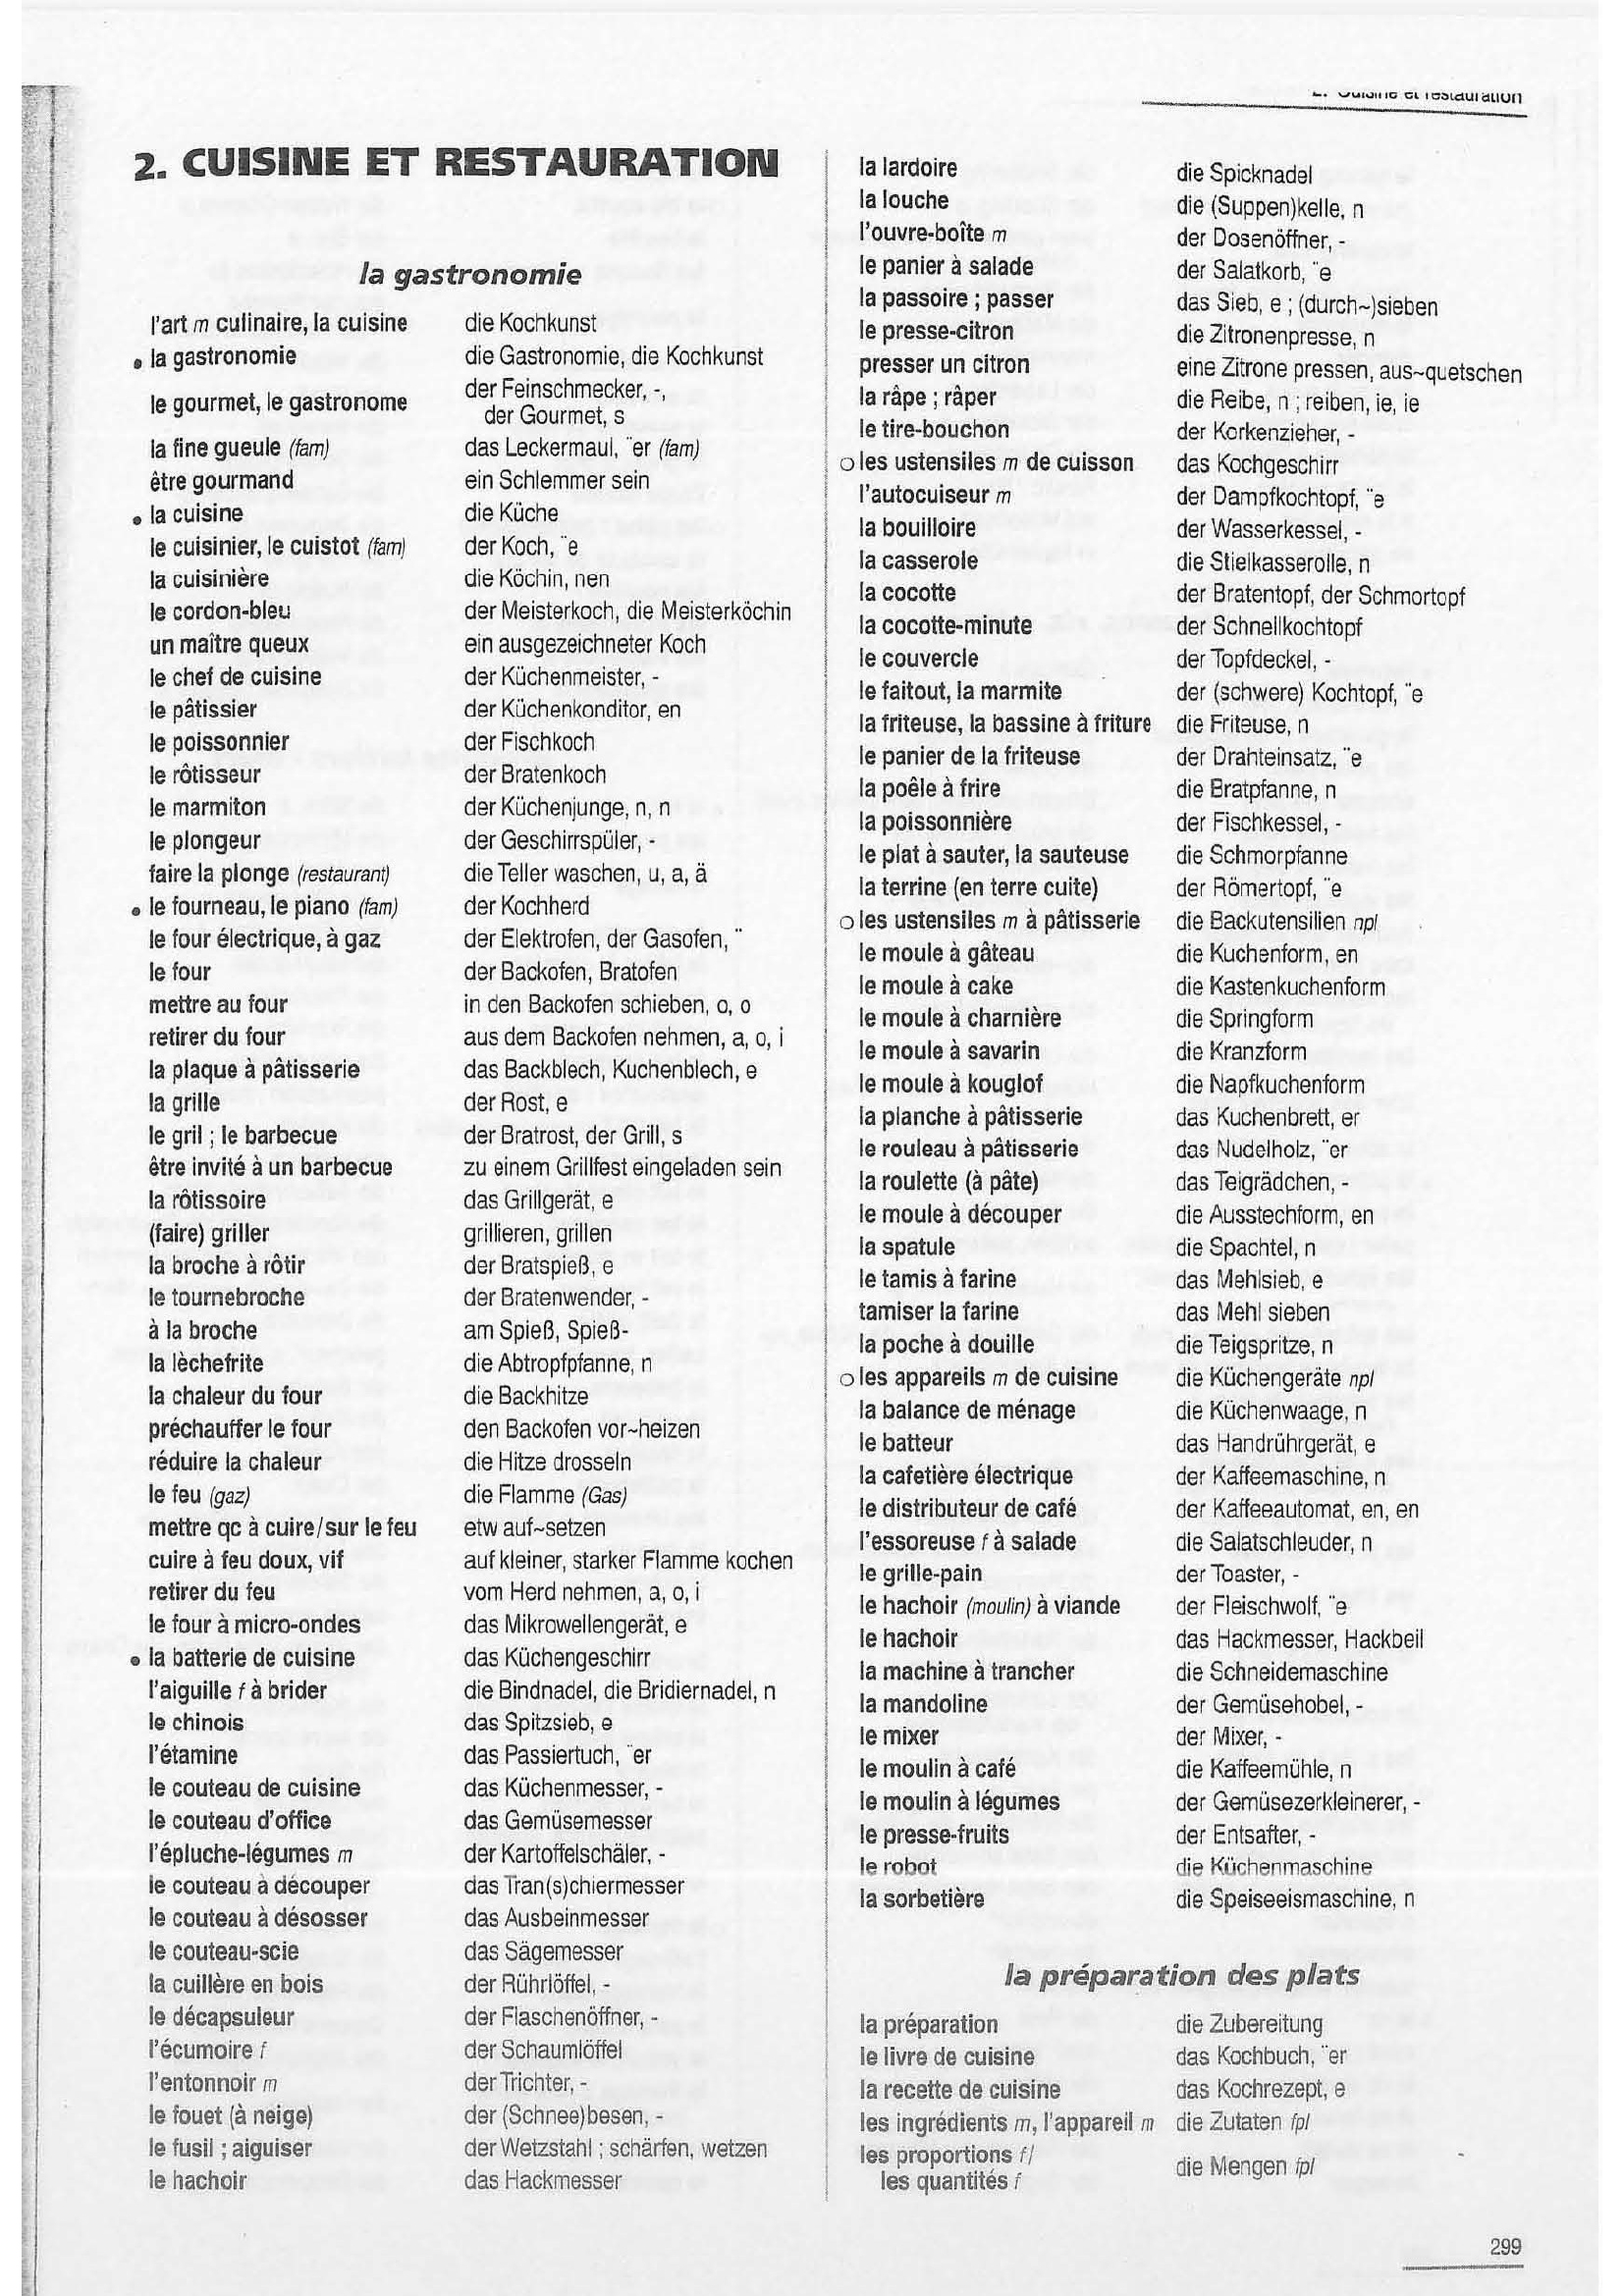 2. Cuisine et restauration
2. CUISINE ET RESTAURATION
la gastronomie
l'art m culinaire, la cuisine die Kochkunst
• la gastronomie die Gastronomie, die Kochkunst
le gourmet, le gastronome der Feinschmecker, -,
der Gourmet, s
la fine gueule (fam) das Leckermaul, ¨er (fam)
être gourmand ein Schlemmer sein
• la cuisine die Küche
le cuisinier, le cuistot (fam) der Koch, ¨e
la cuisinière die Köchin, nen
le cordon-bleu der Meisterkoch, die Meisterköchin
un maître queux ein ausgezeichneter Koch
le chef de cuisine der Küchenmeister, -
le pâtissier der Küchenkonditor, en
le poissonnier der Fischkoch
le rôtisseur der Bratenkoch
le marmiton der Küchenjunge, n, n
le plongeur der Geschirrspüler, -
faire la plonge (restaurant) die Teller waschen, u, a, ä
• le fourneau, le piano (fam) der Kochherd
le four électrique, à gaz der Elektrofen, der Gasofen, ¨
le four der Backofen, Bratofen
mettre au four in den Backofen schieben, o, o
retirer du four aus dem Backofen nehmen, a, o, i
la plaque à pâtisserie das Backblech, Kuchenblech, e
la grille der Rost, e
le gril ; le barbecue der Bratrost, der Grill, s
être invité à un barbecue zu einem Grillfest eingeladen sein
la rôtissoire das Grillgerät, e
(faire) griller grillieren, grillen
la broche à rôtir der Bratspieß, e
le tournebroche der Bratenwender, -
à la broche am Spieß, Spieß-
la lèchefrite die Abtropfpfanne, n
la chaleur du four die Backhitze
préchauffer le four den Backofen vor~heizen
réduire la chaleur die Hitze drosseln
le feu (gaz) die Flamme (Gas)
mettre qc à cuire/sur le feu etw auf~setzen
cuire à feu doux, vif auf kleiner, starker Flamme kochen
retirer du feu vom Herd nehmen, a, o, i
le four à micro-ondes das Mikrowellengerät, e
• la batterie de cuisine das Küchengeschirr
l'aiguille f à brider die Bindnadel, die Bridiernadel, n
le chinois das Spitzsieb, e
l'étamine das Passiertuch, ¨er
le couteau de cuisine das Küchenmesser, -
le couteau d'office das Gemüsemesser
l'épluche-légumes m der Kartoffelschäler, -
le couteau à découper das Tran(s)chiermesser
le couteau à désosser das Ausbeinmesser
le couteau-scie das Sägemesser
la cuillère en bois der Rührlöffel, -
le décapsuleur der Flaschenöffner, -
l'écumoire f der Schaumlöffel
l'entonnoir m der Trichter, -
le fouet (à neige) der (Schnee)besen, -
le fusil ; aiguiser der Wetzstahl ; schärfen, wetzen
le hachoir das Hackmesser
la lardoire die Spicknadel
la louche die (Suppen)kelle, n
l'ouvre-boîte m der Dosenöffner, -
le panier à salade der Salatkorb, ¨e
la passoire ; passer das Sieb, e ; (durch~)sieben
le presse-citron die Zitronenpresse, n
presser un citron eine Zitrone pressen, aus~quetschen
la râpe ; râper die Reibe, n ; reiben, ie, ie
le tire-bouchon der Korkenzieher, -
○ les ustensiles m de cuisson das Kochgeschirr
l'autocuiseur m der Dampfkochtopf, ¨e
la bouilloire der Wasserkessel, -
la casserole die Stielkasserolle, n
la cocotte der Bratentopf, der Schmortopf
la cocotte-minute der Schnellkochtopf
le couvercle der Topfdeckel, -
le faitout, la marmite der (schwere) Kochtopf, ¨e
la friteuse, la bassine à friture die Friteuse, n
le panier de la friteuse der Drahteinsatz, ¨e
la poêle à frire die Bratpfanne, n
la poissonnière der Fischkessel, -
le plat à sauter, la sauteuse die Schmorpfanne
la terrine (en terre cuite) der Römertopf, ¨e
○ les ustensiles m à pâtisserie die Backutensilien npl
le moule à gâteau die Kuchenform, en
le moule à cake die Kastenkuchenform
le moule à charnière die Springform
le moule à savarin die Kranzform
le moule à kouglof die Napfkuchenform
la planche à pâtisserie das Kuchenbrett, er
le rouleau à pâtisserie das Nudelholz, ¨er
la roulette (à pâte) das Teigrädchen, -
le moule à découper die Ausstechform, en
la spatule die Spachtel, n
le tamis à farine das Mehlsieb, e
tamiser la farine das Mehl sieben
la poche à douille die Teigspritze, n
○ les appareils m de cuisine die Küchengeräte npl
la balance de ménage die Küchenwaage, n
le batteur das Handrührgerät, e
la cafetière électrique der Kaffeemaschine, n
le distributeur de café der Kaffeeautomat, en, en
l'essoreuse f à salade die Salatschleuder, n
le grille-pain der Toaster, -
le hachoir (moulin) à viande der Fleischwolf, ¨e
le hachoir das Hackmesser, Hackbeil
la machine à trancher die Schneidemaschine
la mandoline der Gemüsehobel, -
le mixer der Mixer, -
le moulin à café die Kaffeemühle, n
le moulin à légumes der Gemüsezerkleinerer, -
le presse-fruits der Entsafter, -
le robot die Küchenmaschine
la sorbetière die Speiseeismaschine, n
la préparation des plats
la préparation die Zubereitung
le livre de cuisine das Kochbuch, ¨er
la recette de cuisine das Kochrezept, e
les ingrédients m, l'appareil m die Zutaten fpl
les proportions f/
les quantités f die Mengen fpl
299